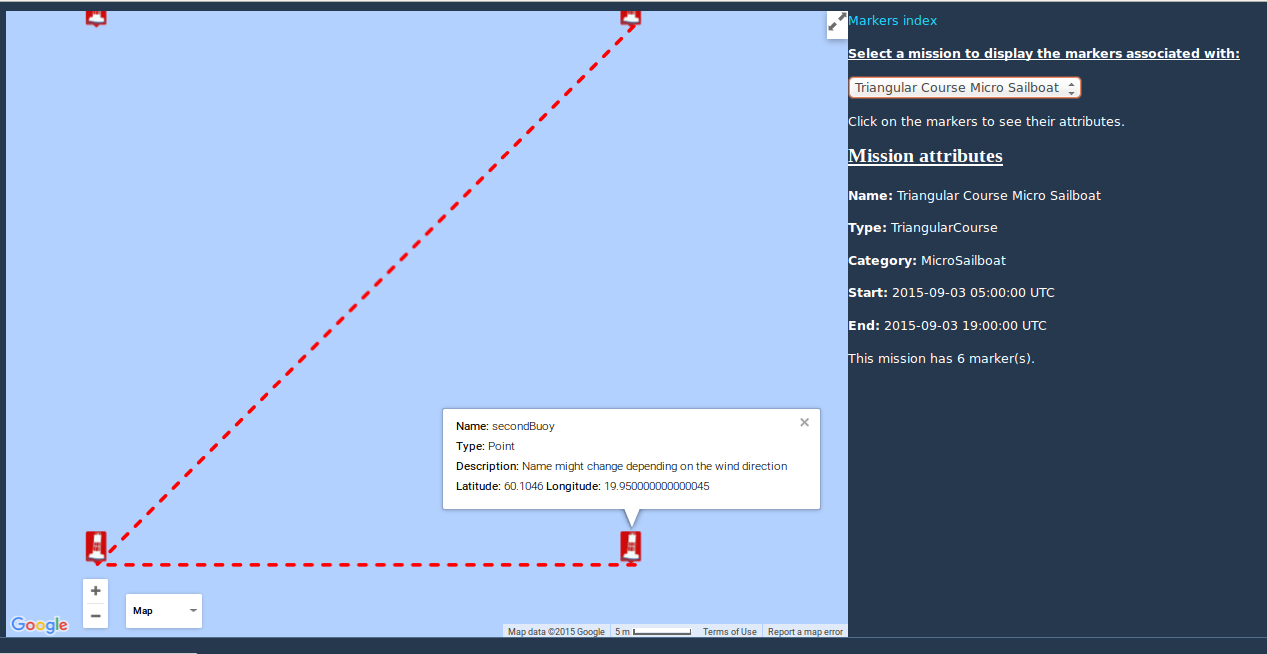 Markers index
Select a mission to display the markers associated with:
Triangular Course Micro Sailboat
Click on the markers to see their attributes.
Mission attributes
Name: Triangular Course Micro Sailboat
Type: TriangularCourse
Category: MicroSailboat
Start: 2015-09-03 05:00:00 UTC
End: 2015-09-03 19:00:00 UTC
This mission has 6 marker(s).
Name: secondBuoy
Type: Point
Description: Name might change depending on the wind direction
Latitude: 60.1046 Longitude: 19.950000000000045
+
−
Map
Google
Map data ©2015 Google
5 m
Terms of Use
Report a map error